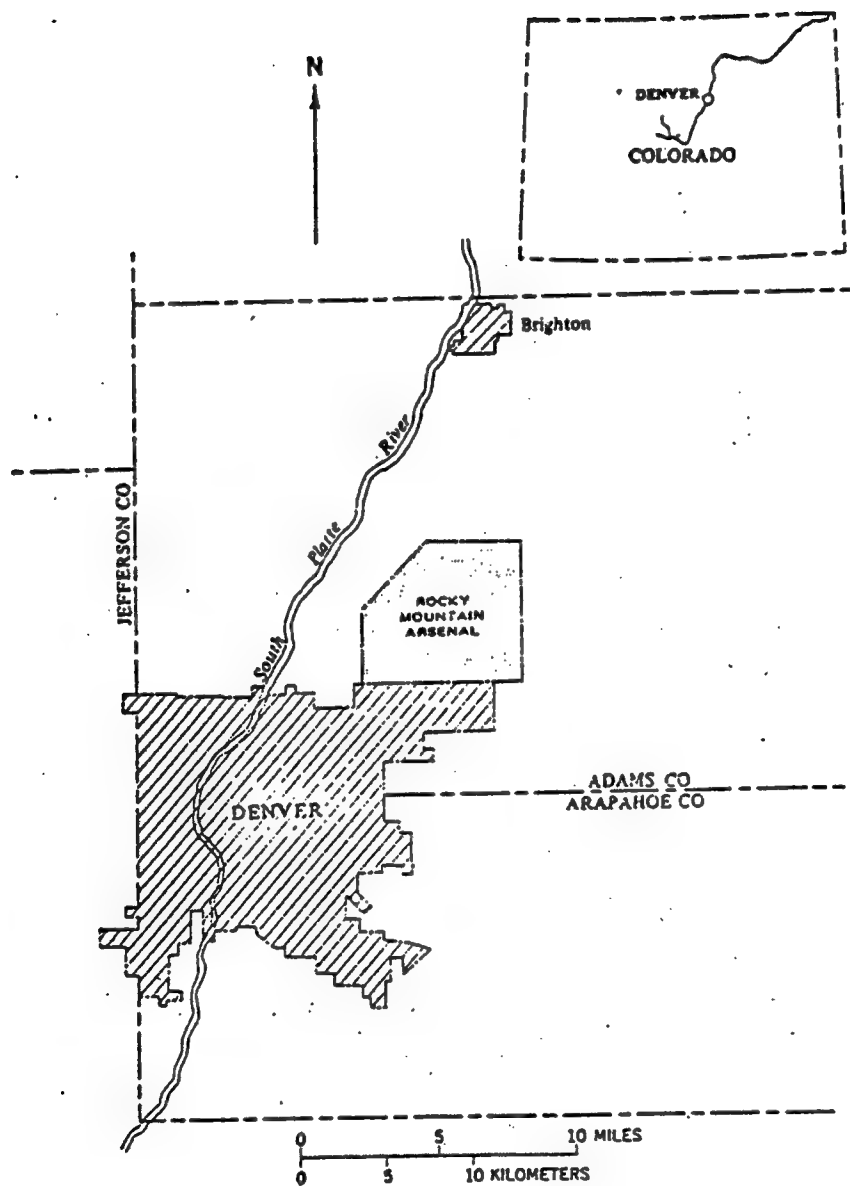 N
DENVER
COLORADO
Brighton
River
Platte
South
JEFFERSON CO
ROCKY
MOUNTAIN
ARSENAL
DENVER
ADAMS CO
ARAPAHOE CO
0 5 10 MILES
0 5 10 KILOMETERS